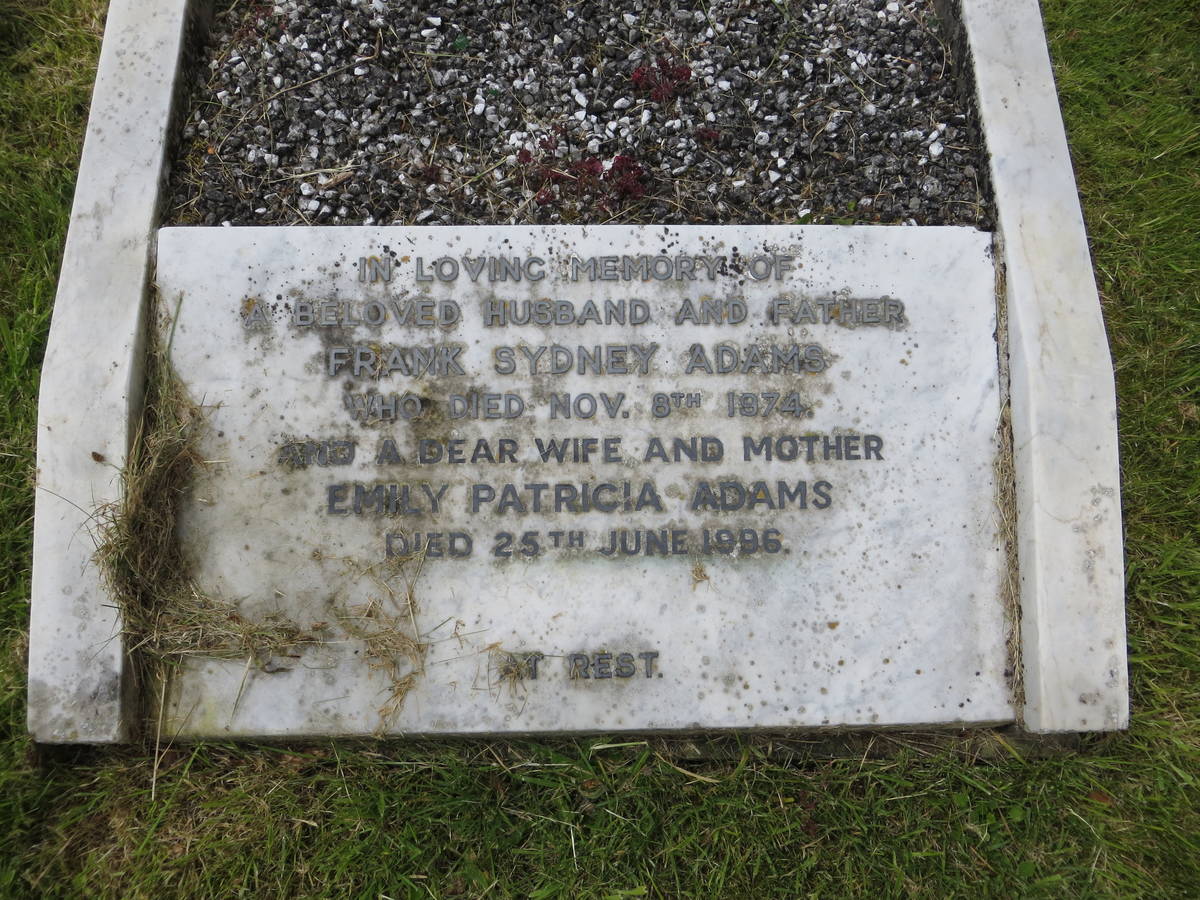 IN LOVING MEMORY OF
A BELOVED HUSBAND AND FATHER
FRANK SYDNEY ADAMS
WHO DIED NOV. 8TH 1974.
AND A DEAR WIFE AND MOTHER
EMILY PATRICIA ADAMS
DIED 25TH JUNE 1996.
AT REST.